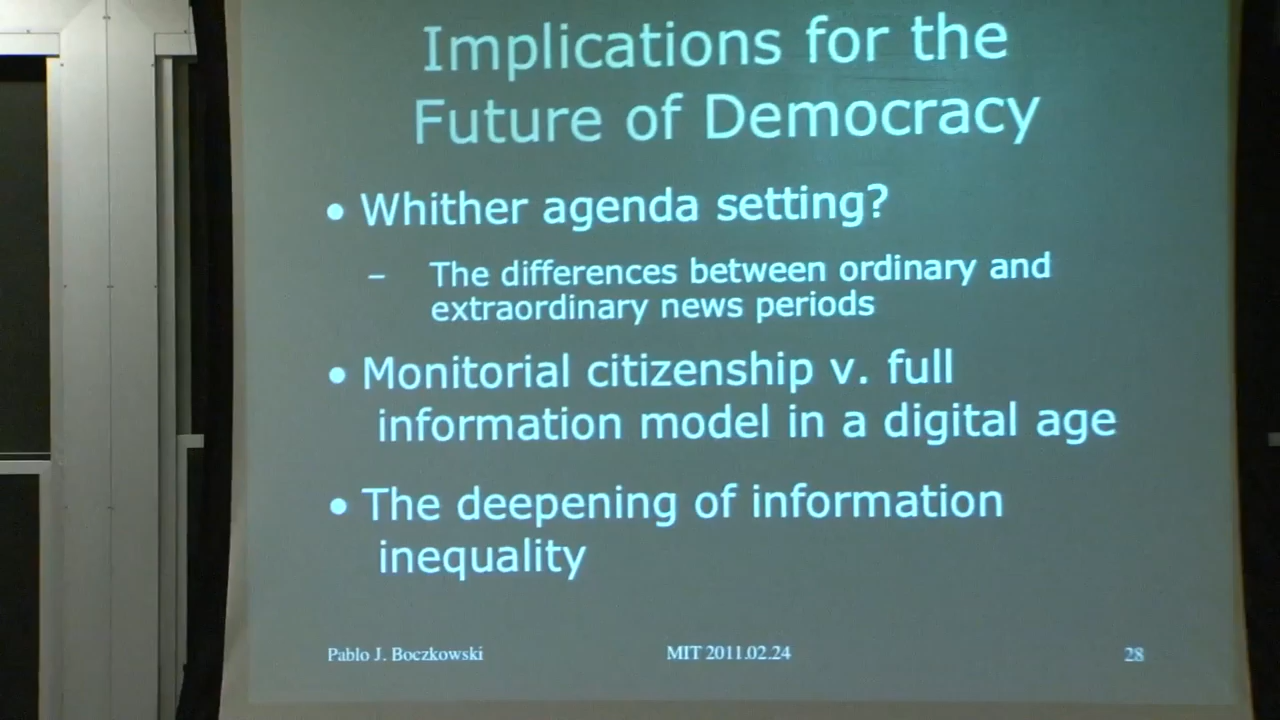 Implications for the
Future of Democracy
• Whither agenda setting?
– The differences between ordinary and
extraordinary news periods
• Monitorial citizenship v. full
information model in a digital age
• The deepening of information
inequality
Pablo J. Boczkowski MIT 2011.02.24 28